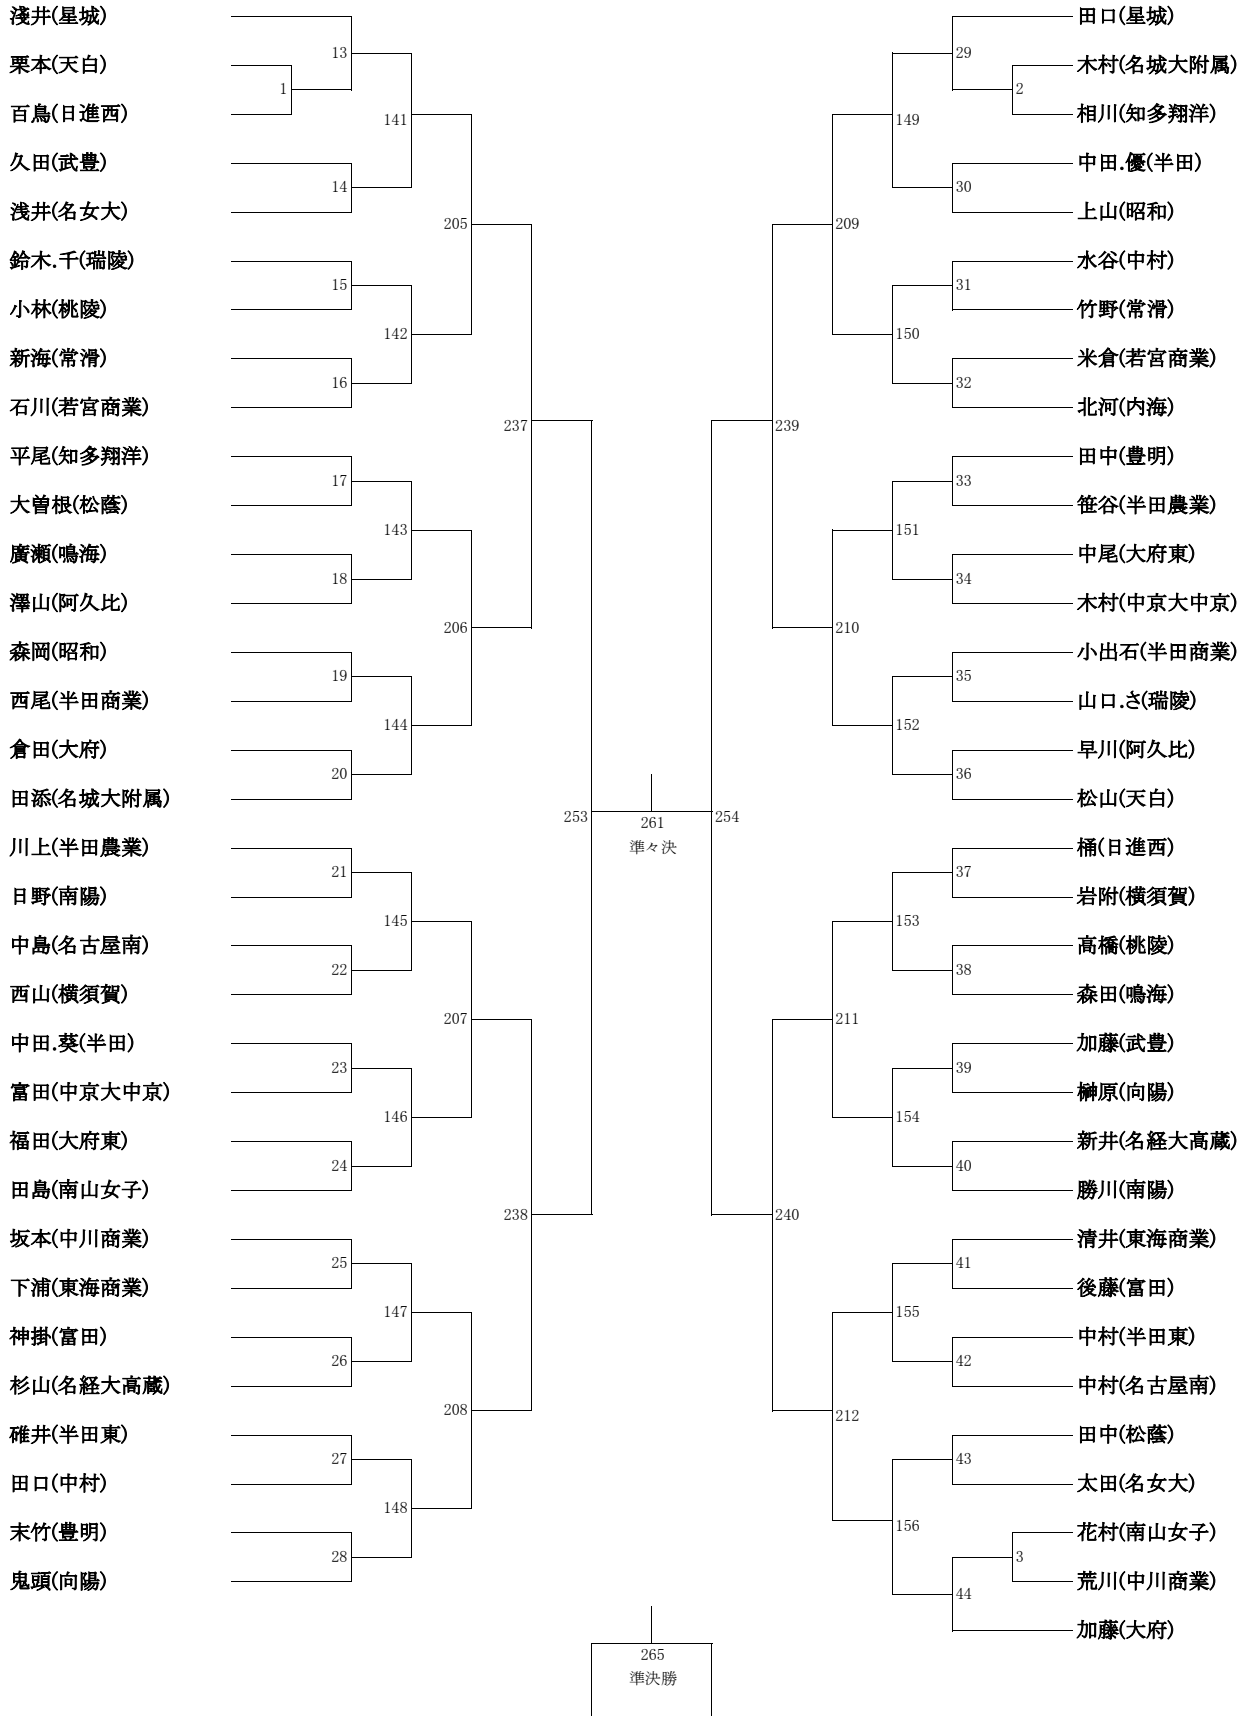 淺井(星城)
栗本(天白)
百鳥(日進西)
久田(武豊)
浅井(名女大)
鈴木.千(瑞陵)
小林(桃陵)
新海(常滑)
石川(若宮商業)
平尾(知多翔洋)
大曽根(松蔭)
廣瀬(鳴海)
澤山(阿久比)
森岡(昭和)
西尾(半田商業)
倉田(大府)
田添(名城大附属)
川上(半田農業)
日野(南陽)
中島(名古屋南)
西山(横須賀)
中田.葵(半田)
富田(中京大中京)
福田(大府東)
田島(南山女子)
坂本(中川商業)
下浦(東海商業)
神掛(富田)
杉山(名経大高蔵)
碓井(半田東)
田口(中村)
末竹(豊明)
鬼頭(向陽)
1
13
14
15
16
17
18
19
20
21
22
23
24
25
26
27
28
141
142
143
144
145
146
147
148
205
206
207
208
237
238
253
261
準々決
254
265
準決勝
239
240
209
210
211
212
149
150
151
152
153
154
155
156
29
30
31
32
33
34
35
36
37
38
39
40
41
42
43
44
2
3
田口(星城)
木村(名城大附属)
相川(知多翔洋)
中田.優(半田)
上山(昭和)
水谷(中村)
竹野(常滑)
米倉(若宮商業)
北河(内海)
田中(豊明)
笹谷(半田農業)
中尾(大府東)
木村(中京大中京)
小出石(半田商業)
山口.さ(瑞陵)
早川(阿久比)
松山(天白)
桶(日進西)
岩附(横須賀)
高橋(桃陵)
森田(鳴海)
加藤(武豊)
榊原(向陽)
新井(名経大高蔵)
勝川(南陽)
清井(東海商業)
後藤(富田)
中村(半田東)
中村(名古屋南)
田中(松蔭)
太田(名女大)
花村(南山女子)
荒川(中川商業)
加藤(大府)